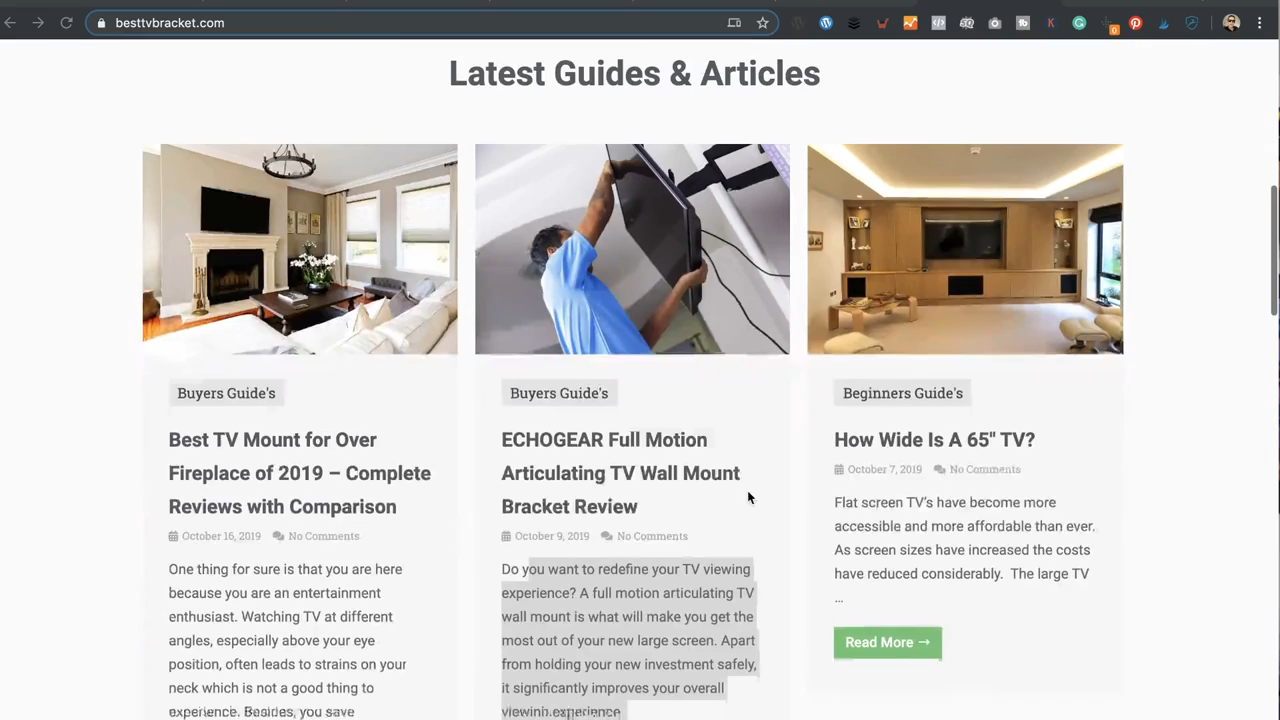 besttvbracket.com
0
Latest Guides & Articles
Buyers Guide's
Best TV Mount for Over
Fireplace of 2019 – Complete
Reviews with Comparison
October 16, 2019 No Comments
One thing for sure is that you are here
because you are an entertainment
enthusiast. Watching TV at different
angles, especially above your eye
position, often leads to strains on your
neck which is not a good thing to
experience. Besides, you save
Buyers Guide's
ECHOGEAR Full Motion
Articulating TV Wall Mount
Bracket Review
October 9, 2019 No Comments
Do you want to redefine your TV viewing
experience? A full motion articulating TV
wall mount is what will make you get the
most out of your new large screen. Apart
from holding your new investment safely,
it significantly improves your overall
experience
Beginners Guide's
How Wide Is A 65" TV?
October 7, 2019 No Comments
Flat screen TV's have become more
accessible and more affordable than ever.
As screen sizes have increased the costs
have reduced considerably. The large TV
...
Read More →